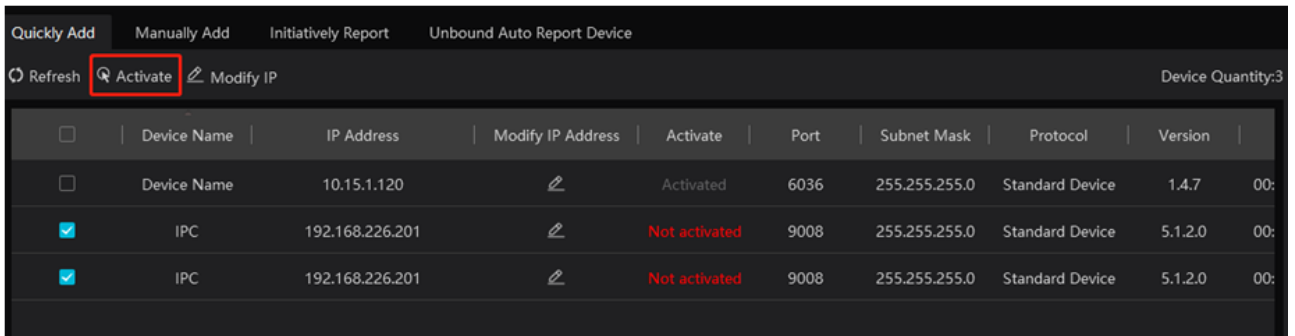 Quickly Add Manually Add Initiatively Report Unbound Auto Report Device
Refresh Activate Modify IP Device Quantity:3
Device Name IP Address Modify IP Address Activate Port Subnet Mask Protocol Version
Device Name 10.15.1.120 Activated 6036 255.255.255.0 Standard Device 1.4.7 00:
IPC 192.168.226.201 Not activated 9008 255.255.255.0 Standard Device 5.1.2.0 00:
IPC 192.168.226.201 Not activated 9008 255.255.255.0 Standard Device 5.1.2.0 00: